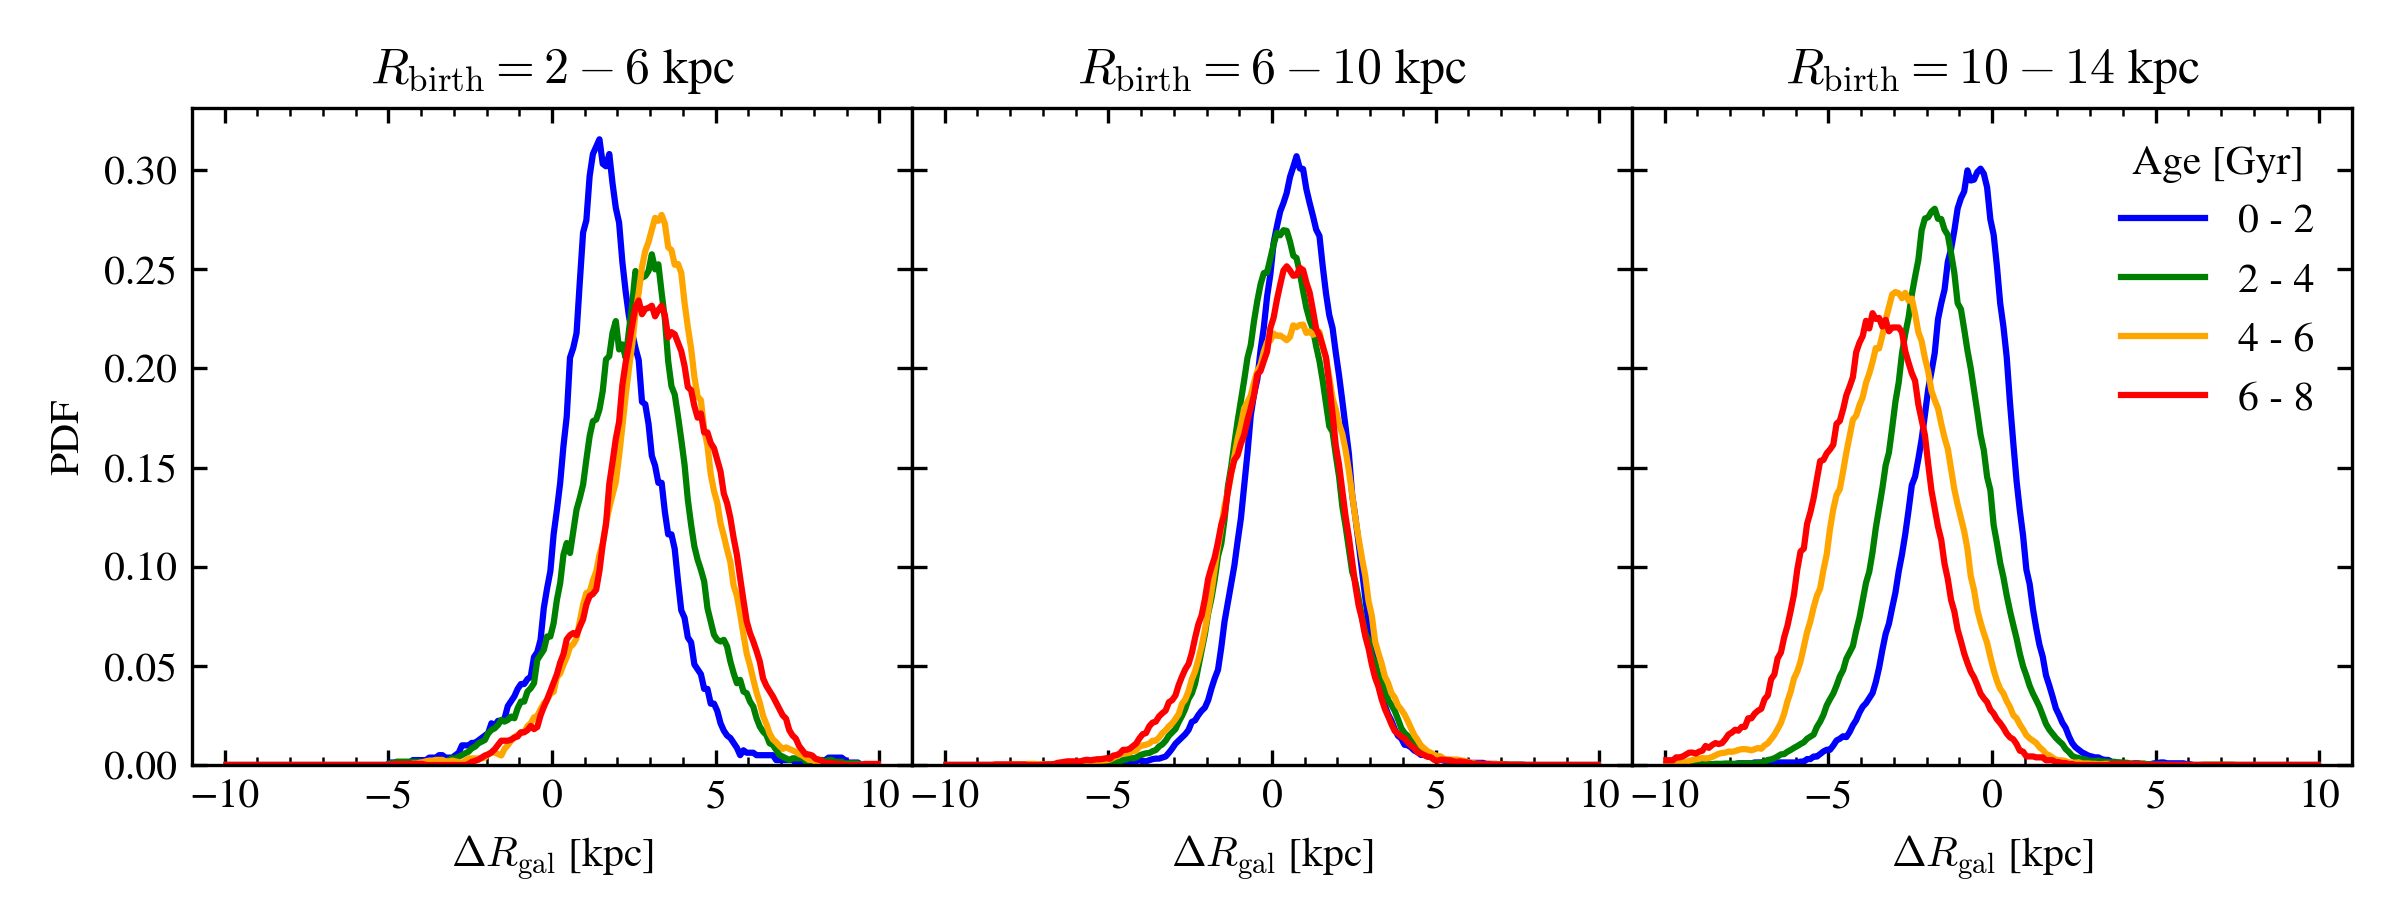 R_birth = 2 – 6 kpc
R_birth = 6 – 10 kpc
R_birth = 10 – 14 kpc
PDF
0.30
0.25
0.20
0.15
0.10
0.05
0.00
Age [Gyr]
0 - 2
2 - 4
4 - 6
6 - 8
−10 −5 0 5 10
−10 −5 0 5 10
−10 −5 0 5 10
ΔR_gal [kpc]
ΔR_gal [kpc]
ΔR_gal [kpc]